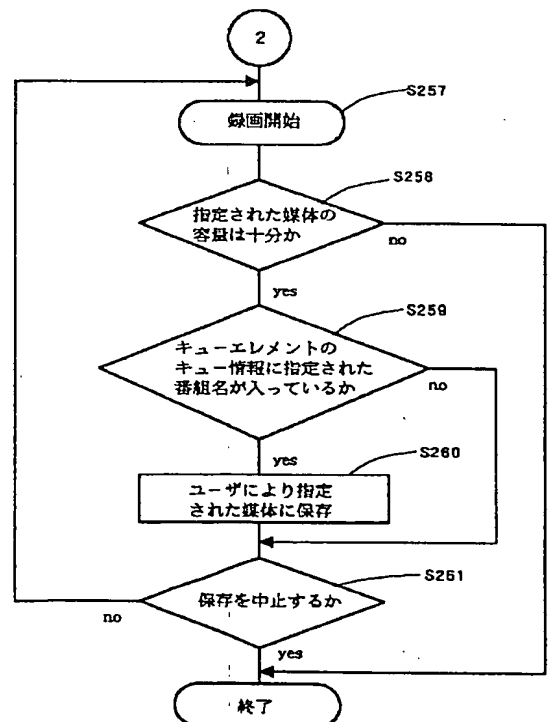 2
S257
録画開始
S258
指定された媒体の
容量は十分か
no
yes
S259
キューエレメントの
キュー情報に指定された
番組名が入っているか
no
yes
S260
ユーザにより指定
された媒体に保存
S261
保存を中止するか
no
yes
終了